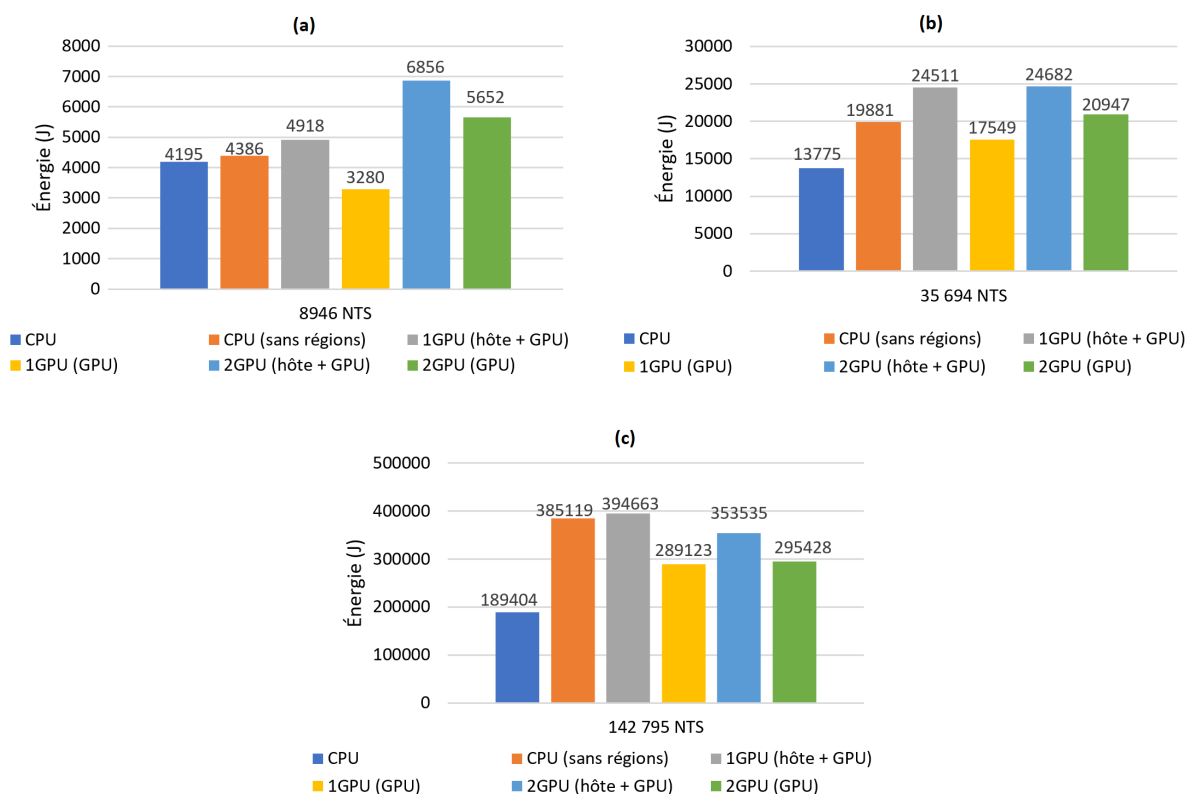 (a)
8000
7000
6000
5000
4000
3000
2000
1000
0
Énergie (J)
4195
4386
4918
3280
6856
5652
8946 NTS
CPU
CPU (sans régions)
1GPU (hôte + GPU)
1GPU (GPU)
2GPU (hôte + GPU)
2GPU (GPU)
(b)
30000
25000
20000
15000
10000
5000
0
Énergie (J)
13775
19881
24511
17549
24682
20947
35 694 NTS
CPU
CPU (sans régions)
1GPU (hôte + GPU)
1GPU (GPU)
2GPU (hôte + GPU)
2GPU (GPU)
(c)
500000
400000
300000
200000
100000
0
Énergie (J)
189404
385119
394663
289123
353535
295428
142 795 NTS
CPU
CPU (sans régions)
1GPU (hôte + GPU)
1GPU (GPU)
2GPU (hôte + GPU)
2GPU (GPU)